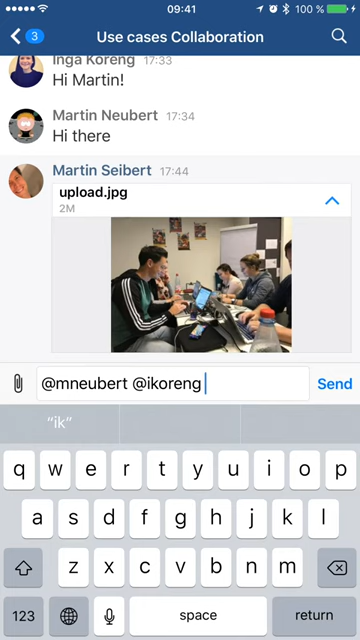 09:41
100 %
3
Use cases Collaboration
Inga Koreng 17:33
Hi Martin!
Martin Neubert 17:34
Hi there
Martin Seibert 17:44
upload.jpg
2M
@mneubert @ikoreng
Send
“ik”
q w e r t y u i o p
a s d f g h j k l
z x c v b n m
123
space
return